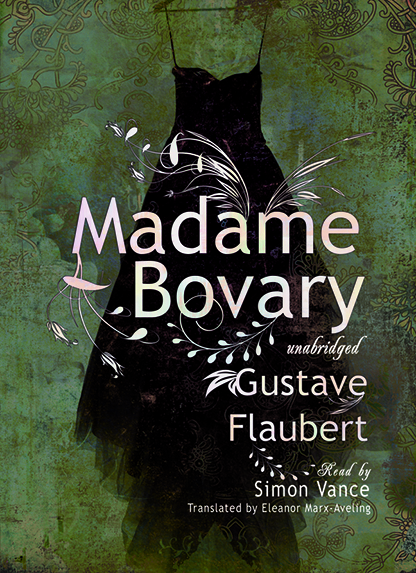 Madame
Bovary
unabridged
Gustave
Flaubert
Read by
Simon Vance
Translated by Eleanor Marx-Aveling